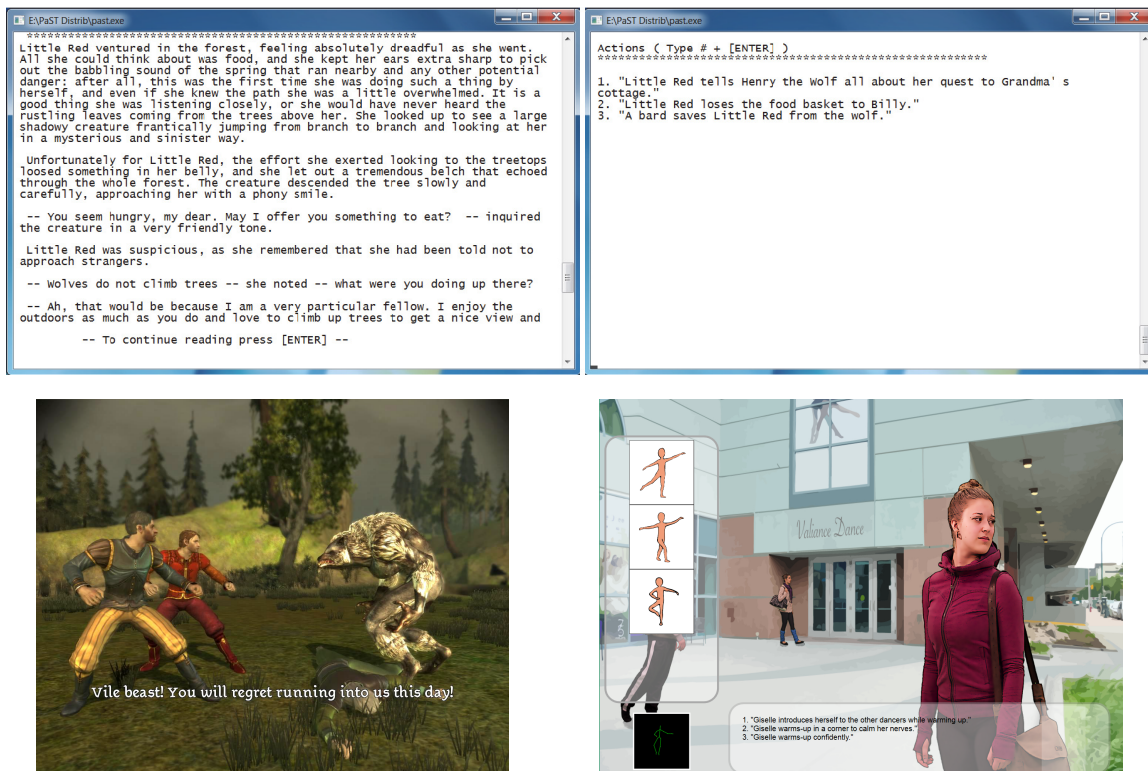 E:\PaST Distrib\past.exe
*********************************************************
Little Red ventured in the forest, feeling absolutely dreadful as she went.
All she could think about was food, and she kept her ears extra sharp to pick
out the babbling sound of the spring that ran nearby and any other potential
danger: after all, this was the first time she was doing such a thing by
herself, and even if she knew the path she was a little overwhelmed. It is a
good thing she was listening closely, or she would have never heard the
rustling leaves coming from the trees above her. She looked up to see a large
shadowy creature frantically jumping from branch to branch and looking at her
in a mysterious and sinister way.
Unfortunately for Little Red, the effort she exerted looking to the treetops
loosed something in her belly, and she let out a tremendous belch that echoed
through the whole forest. The creature descended the tree slowly and
carefully, approaching her with a phony smile.
-- You seem hungry, my dear. May I offer you something to eat?  -- inquired
the creature in a very friendly tone.
Little Red was suspicious, as she remembered that she had been told not to
approach strangers.
-- Wolves do not climb trees -- she noted -- what were you doing up there?
-- Ah, that would be because I am a very particular fellow. I enjoy the
outdoors as much as you do and love to climb up trees to get a nice view and
-- To continue reading press [ENTER] --
E:\PaST Distrib\past.exe
Actions ( Type # + [ENTER] )
*********************************************************
1. "Little Red tells Henry the Wolf all about her quest to Grandma' s
cottage."
2. "Little Red loses the food basket to Billy."
3. "A bard saves Little Red from the wolf."
Vile beast! You will regret running into us this day!
Valiance Dance
1. "Giselle introduces herself to the other dancers while warming up."
2. "Giselle warms-up in a corner to calm her nerves."
3. "Giselle warms-up confidently."